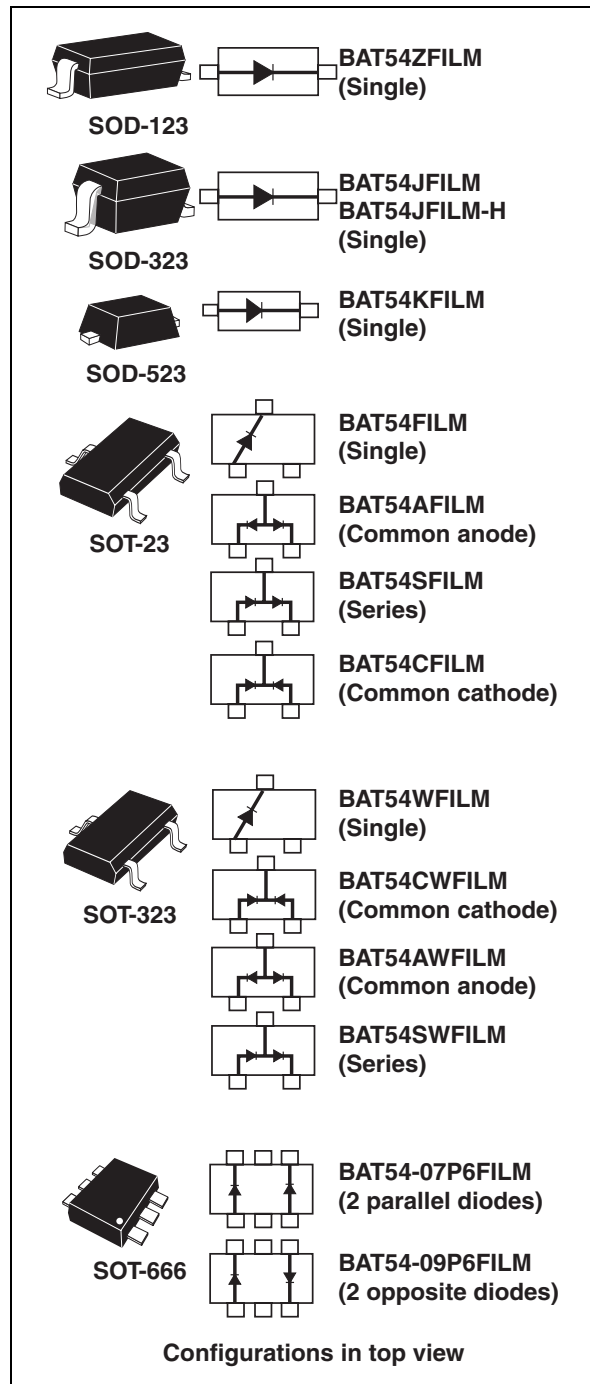 BAT54ZFILM
(Single)
SOD-123
BAT54JFILM
BAT54JFILM-H
(Single)
SOD-323
BAT54KFILM
(Single)
SOD-523
BAT54FILM
(Single)
BAT54AFILM
(Common anode)
SOT-23
BAT54SFILM
(Series)
BAT54CFILM
(Common cathode)
BAT54WFILM
(Single)
BAT54CWFILM
(Common cathode)
SOT-323
BAT54AWFILM
(Common anode)
BAT54SWFILM
(Series)
BAT54-07P6FILM
(2 parallel diodes)
SOT-666
BAT54-09P6FILM
(2 opposite diodes)
Configurations in top view